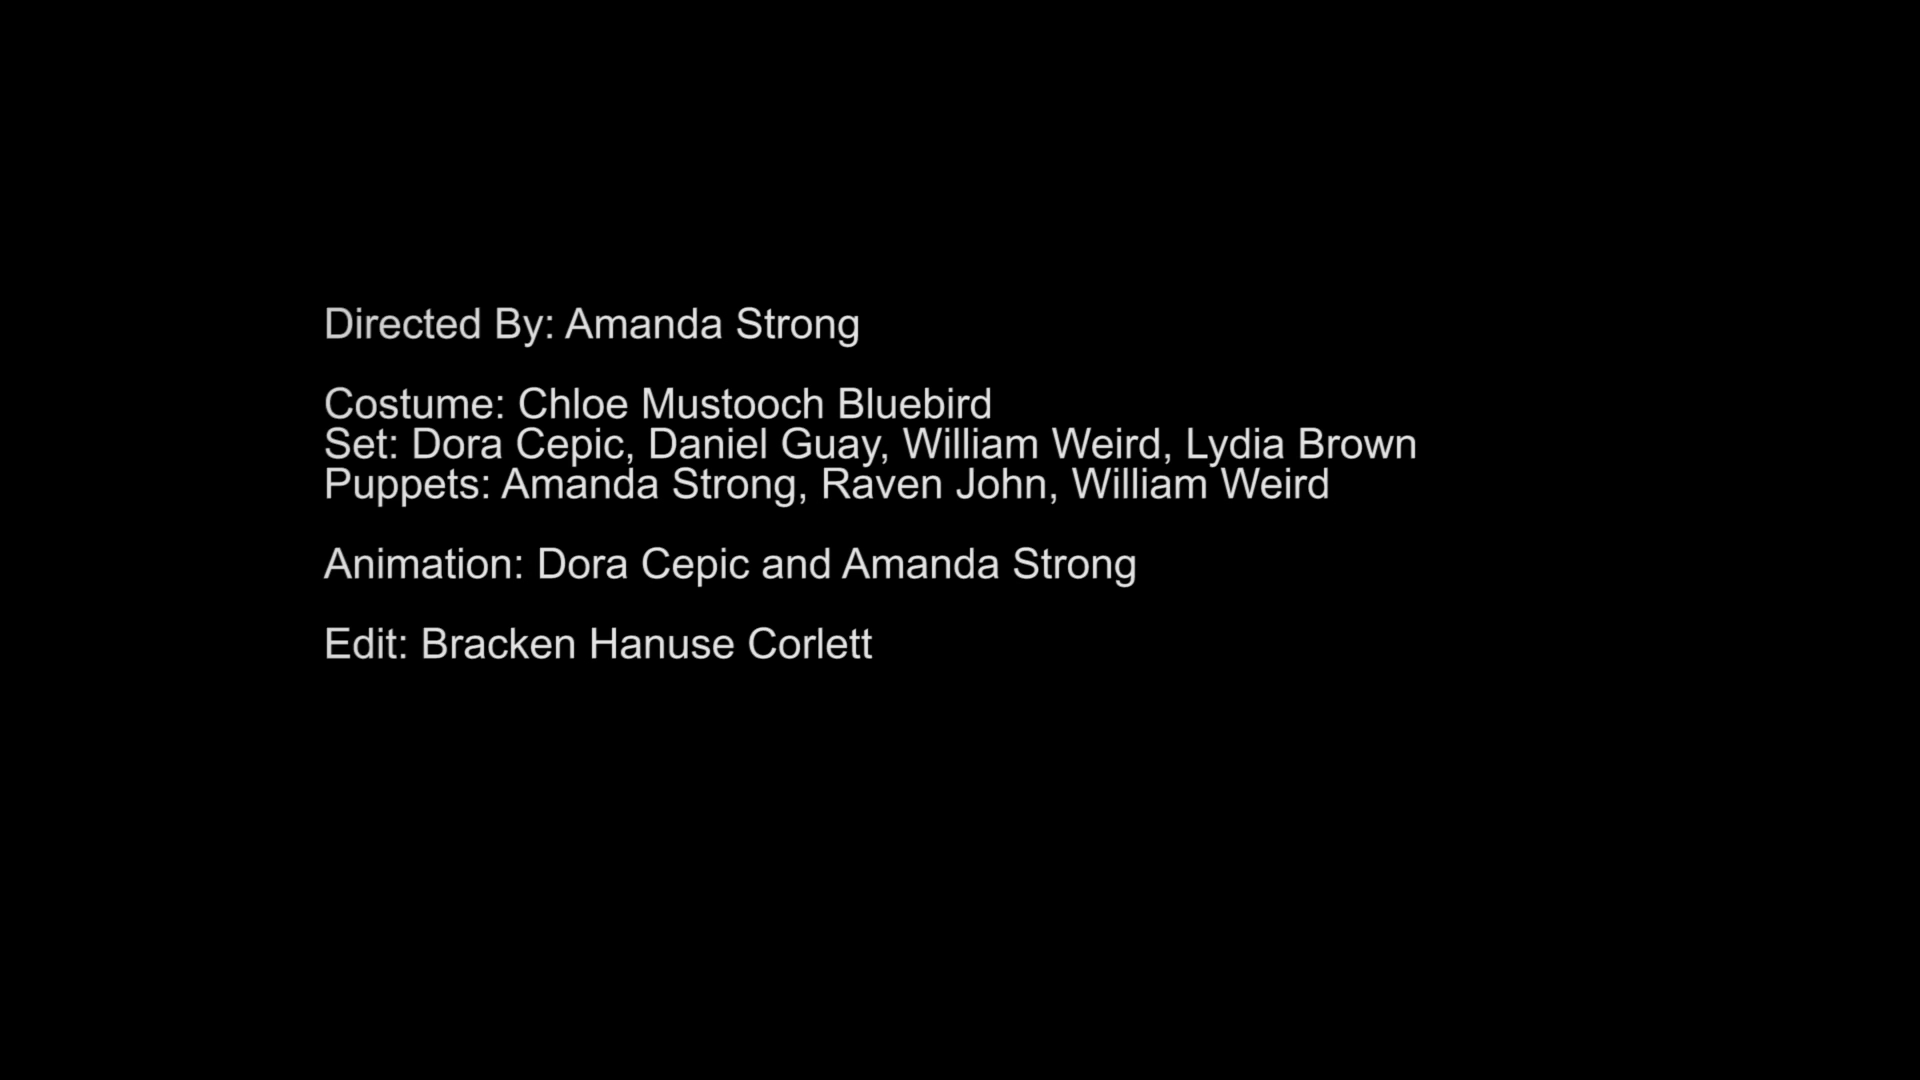 Directed By: Amanda Strong
Costume: Chloe Mustooch Bluebird
Set: Dora Cepic, Daniel Guay, William Weird, Lydia Brown
Puppets: Amanda Strong, Raven John, William Weird
Animation: Dora Cepic and Amanda Strong
Edit: Bracken Hanuse Corlett